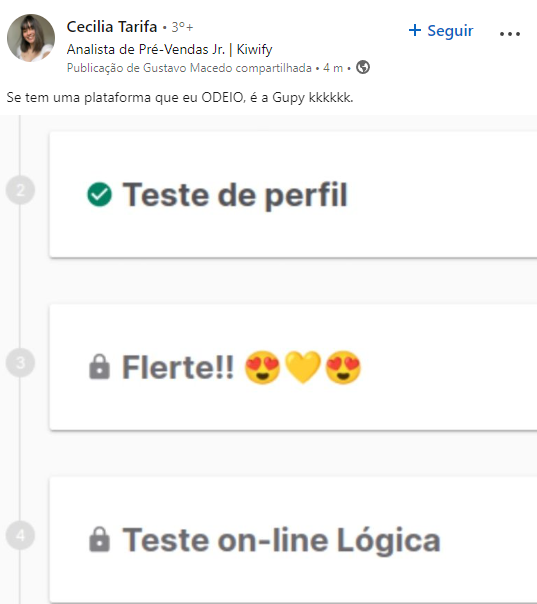 Cecilia Tarifa • 3º+
+ Seguir
Analista de Pré-Vendas Jr. | Kiwify
Publicação de Gustavo Macedo compartilhada • 4 m •
Se tem uma plataforma que eu ODEIO, é a Gupy kkkkkk.
2
Teste de perfil
3
Flerte!! 😍💛😍
4
Teste on-line Lógica